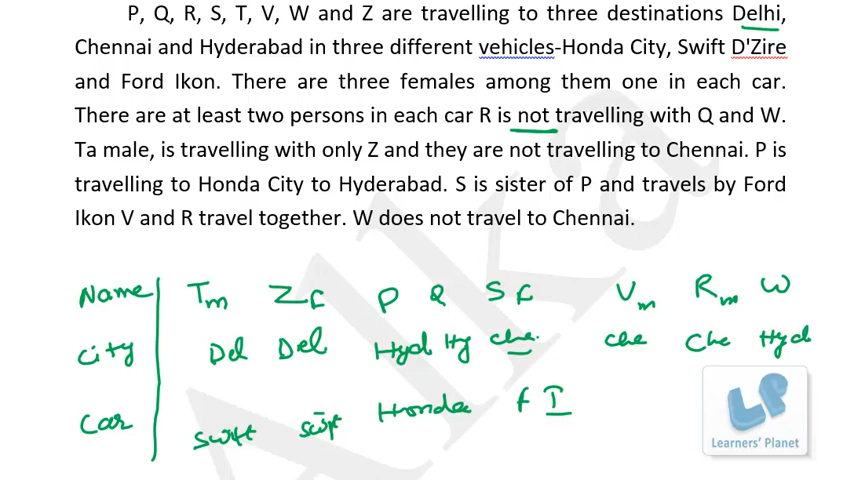 P, Q, R, S, T, V, W and Z are travelling to three destinations Delhi,
Chennai and Hyderabad in three different vehicles-Honda City, Swift D'Zire
and Ford Ikon. There are three females among them one in each car.
There are at least two persons in each car R is not travelling with Q and W.
Ta male, is travelling with only Z and they are not travelling to Chennai. P is
travelling to Honda City to Hyderabad. S is sister of P and travels by Ford
Ikon V and R travel together. W does not travel to Chennai.
Name Tm Zf P Q S f Vm Rm W
City Del Del Hyd Hy Che. Che Che Hyd
Car Swift Swift Honda f I
LP
Learners' Planet
Alka